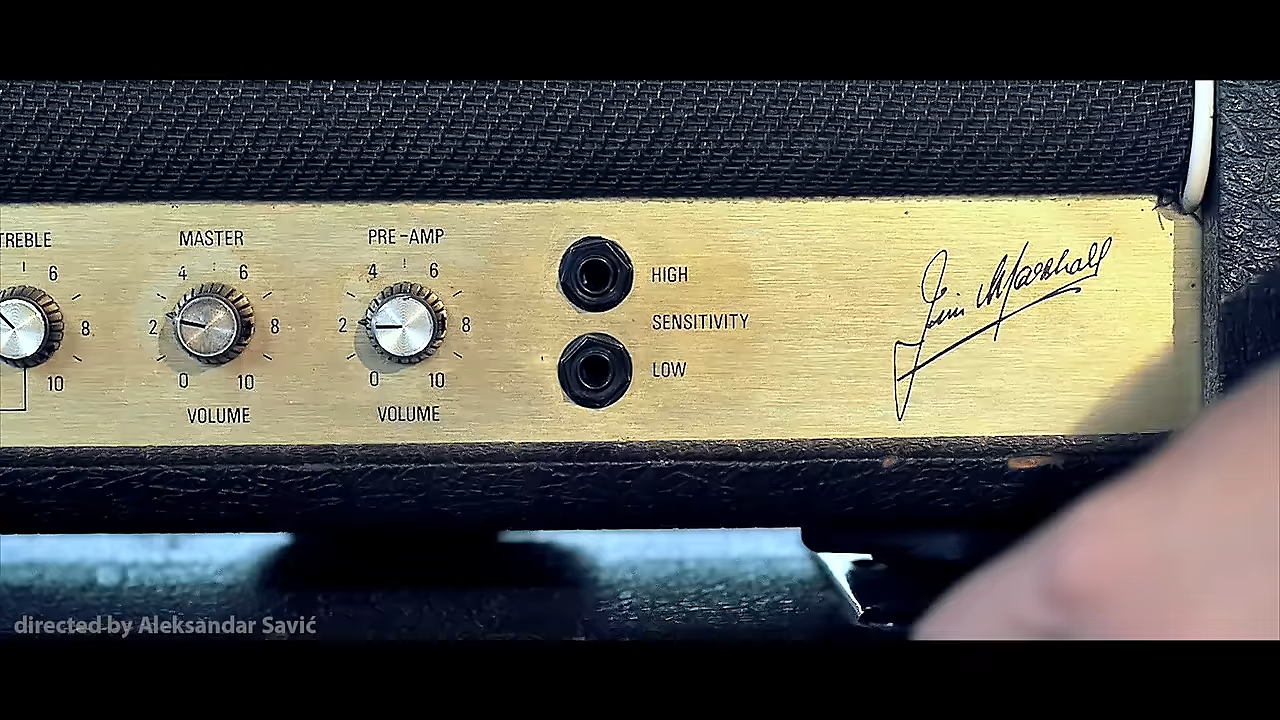 TREBLE
MASTER
PRE-AMP
6
4 6
4 6
HIGH
Jim Marshall
8
2 8
2 8
SENSITIVITY
10
0 10
0 10
LOW
VOLUME
VOLUME
directed by Aleksandar Savić